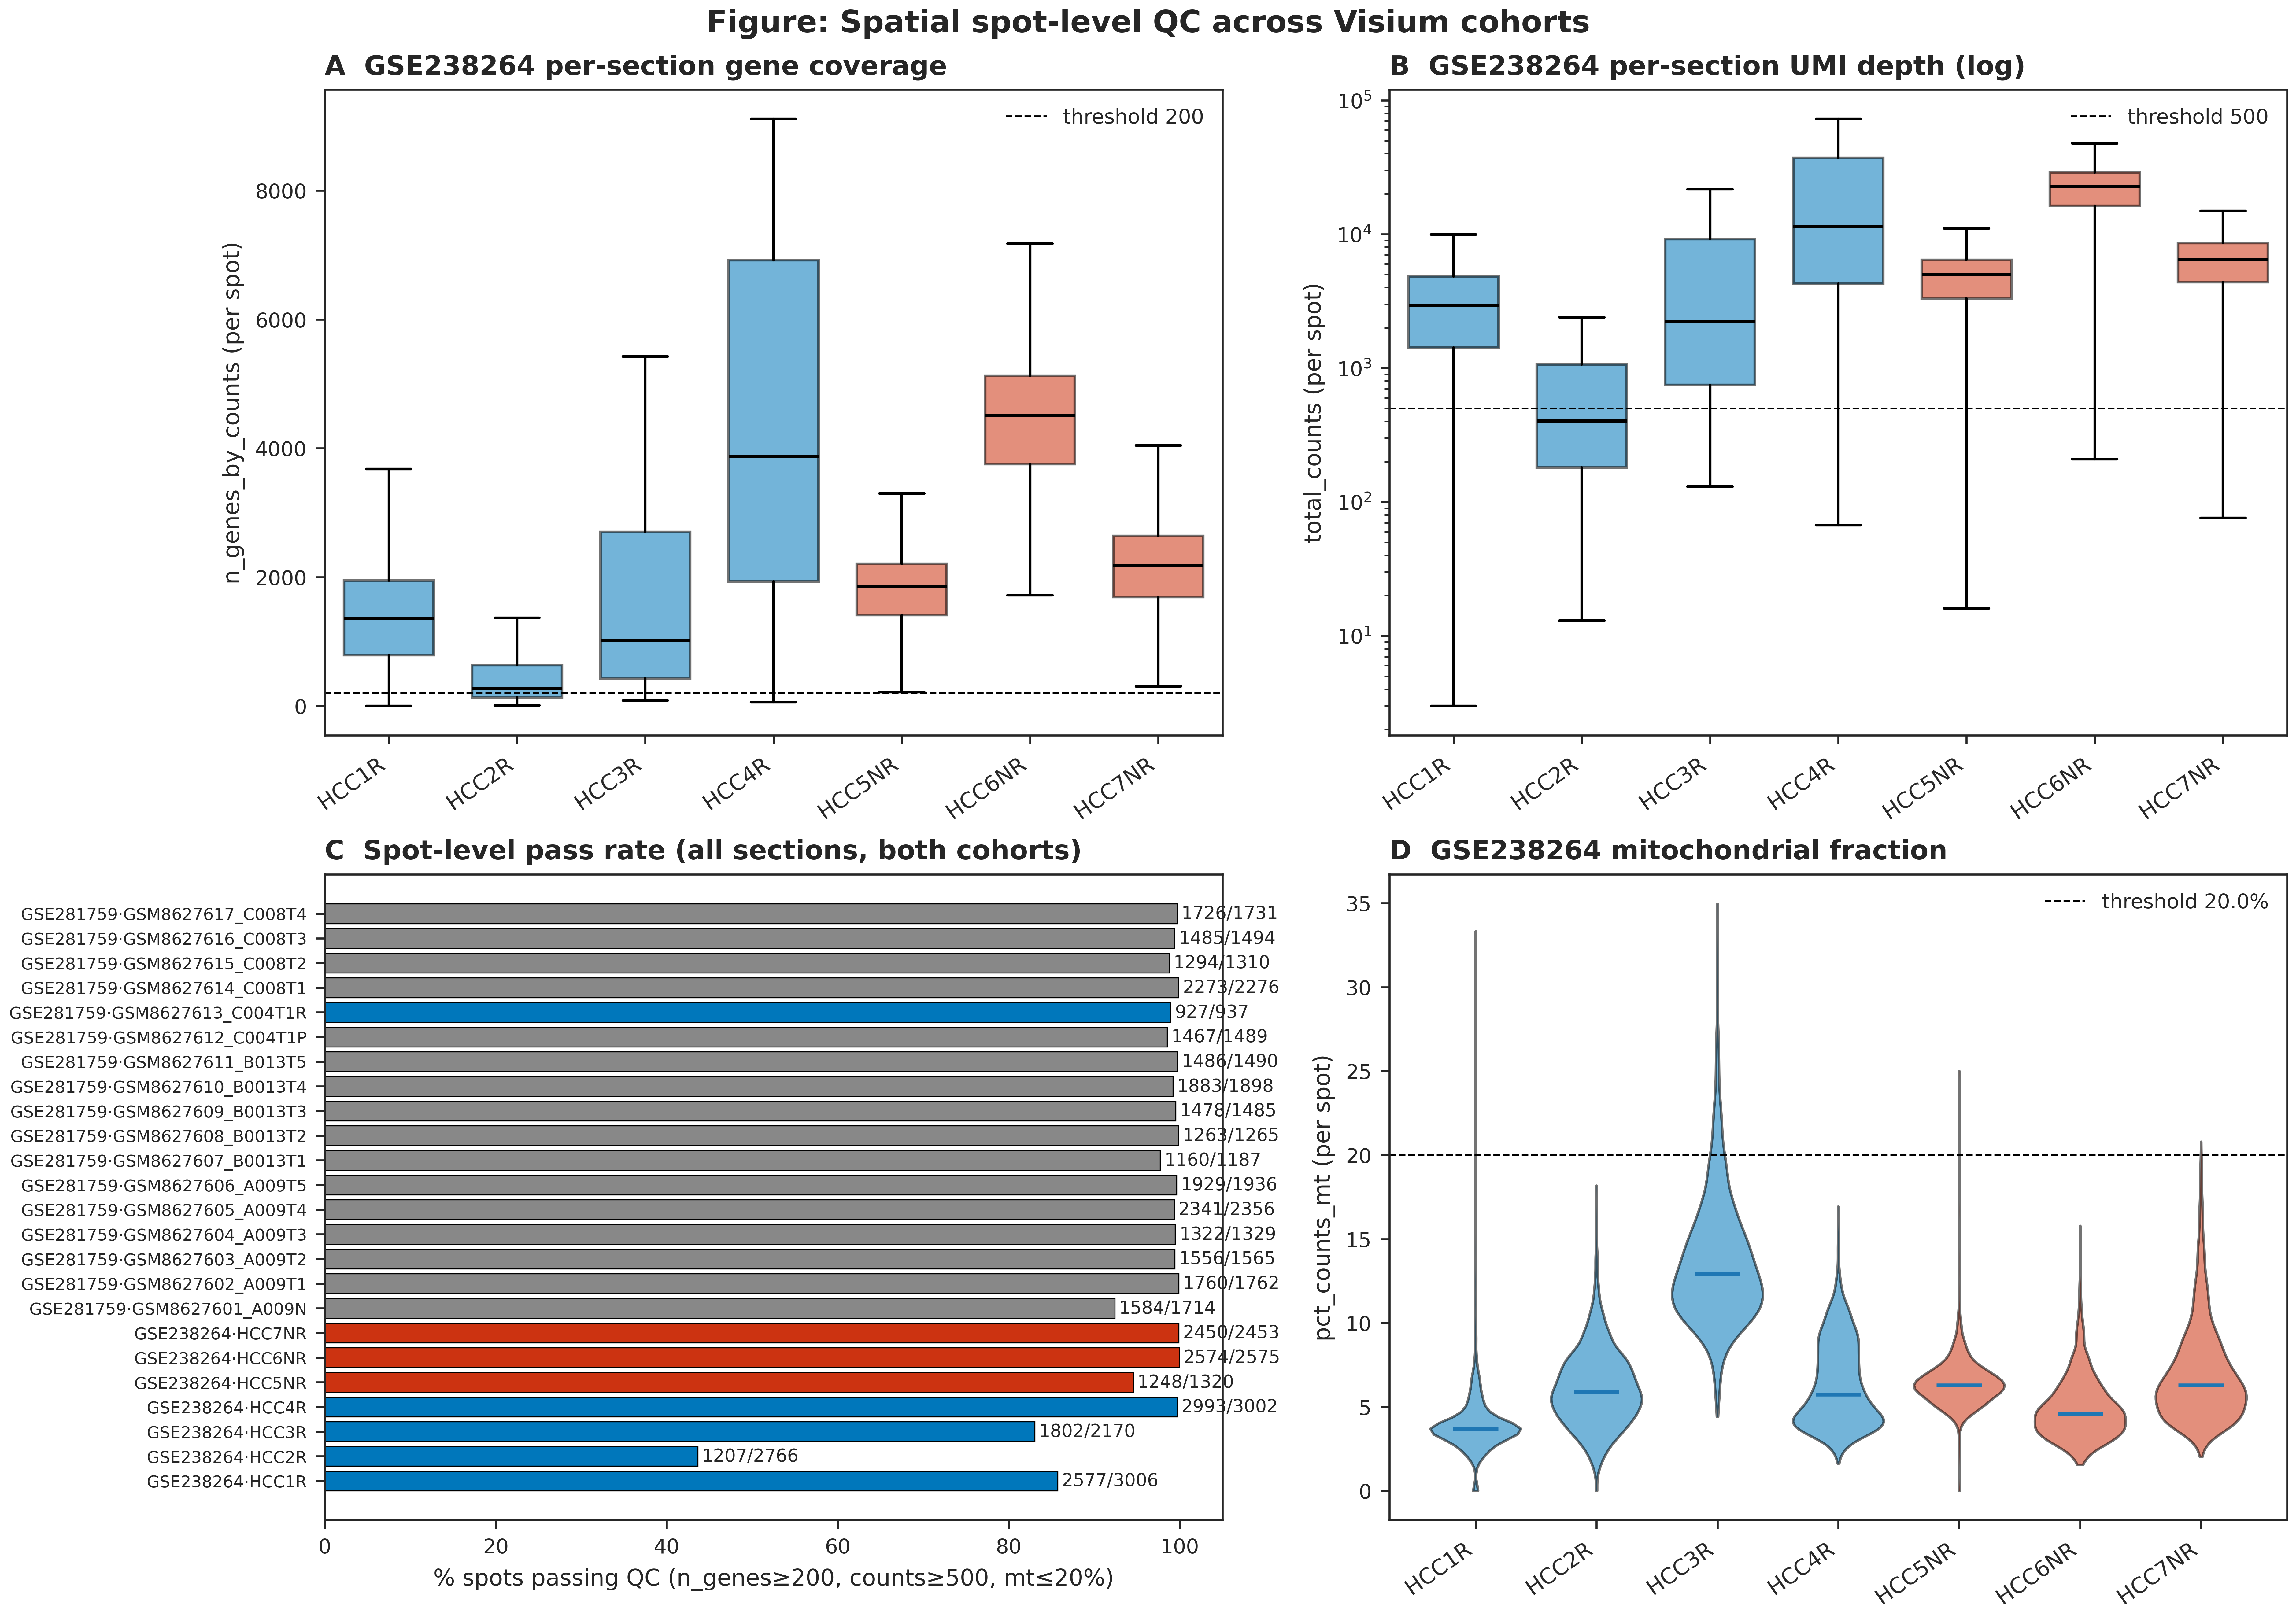 Figure: Spatial spot-level QC across Visium cohorts
A GSE238264 per-section gene coverage
threshold 200
n_genes_by_counts (per spot)
8000
6000
4000
2000
0
HCC1R
HCC2R
HCC3R
HCC4R
HCC5NR
HCC6NR
HCC7NR
B GSE238264 per-section UMI depth (log)
threshold 500
total_counts (per spot)
10⁵
10⁴
10³
10²
10¹
HCC1R
HCC2R
HCC3R
HCC4R
HCC5NR
HCC6NR
HCC7NR
C Spot-level pass rate (all sections, both cohorts)
GSE281759·GSM8627617_C008T4 1726/1731
GSE281759·GSM8627616_C008T3 1485/1494
GSE281759·GSM8627615_C008T2 1294/1310
GSE281759·GSM8627614_C008T1 2273/2276
GSE281759·GSM8627613_C004T1R 927/937
GSE281759·GSM8627612_C004T1P 1467/1489
GSE281759·GSM8627611_B013T5 1486/1490
GSE281759·GSM8627610_B0013T4 1883/1898
GSE281759·GSM8627609_B0013T3 1478/1485
GSE281759·GSM8627608_B0013T2 1263/1265
GSE281759·GSM8627607_B0013T1 1160/1187
GSE281759·GSM8627606_A009T5 1929/1936
GSE281759·GSM8627605_A009T4 2341/2356
GSE281759·GSM8627604_A009T3 1322/1329
GSE281759·GSM8627603_A009T2 1556/1565
GSE281759·GSM8627602_A009T1 1760/1762
GSE281759·GSM8627601_A009N 1584/1714
GSE238264·HCC7NR 2450/2453
GSE238264·HCC6NR 2574/2575
GSE238264·HCC5NR 1248/1320
GSE238264·HCC4R 2993/3002
GSE238264·HCC3R 1802/2170
GSE238264·HCC2R 1207/2766
GSE238264·HCC1R 2577/3006
0 20 40 60 80 100
% spots passing QC (n_genes≥200, counts≥500, mt≤20%)
D GSE238264 mitochondrial fraction
threshold 20.0%
pct_counts_mt (per spot)
35
30
25
20
15
10
5
0
HCC1R
HCC2R
HCC3R
HCC4R
HCC5NR
HCC6NR
HCC7NR